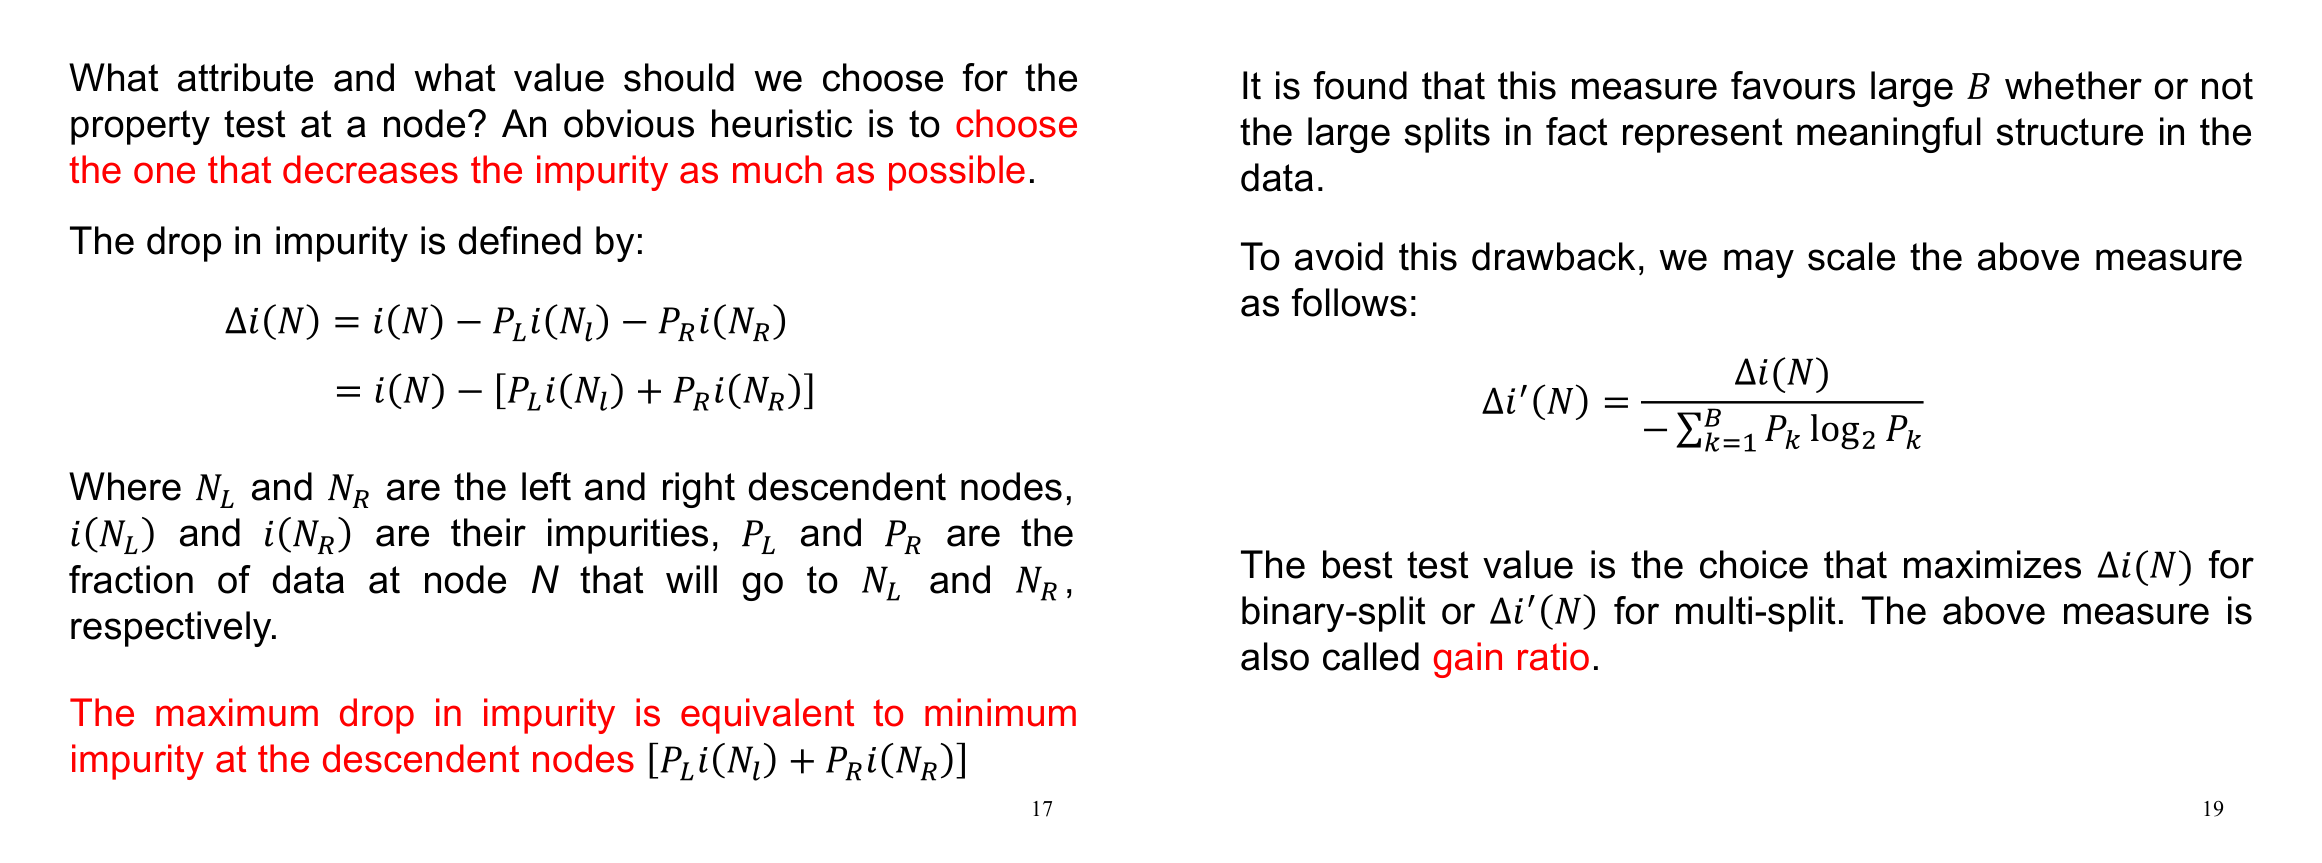 What attribute and what value should we choose for the
property test at a node? An obvious heuristic is to choose
the one that decreases the impurity as much as possible.
The drop in impurity is defined by:
Δi(N) = i(N) − P_L i(N_l) − P_R i(N_R)
= i(N) − [P_L i(N_l) + P_R i(N_R)]
Where N_L and N_R are the left and right descendent nodes,
i(N_L) and i(N_R) are their impurities, P_L and P_R are the
fraction of data at node N that will go to N_L and N_R,
respectively.
The maximum drop in impurity is equivalent to minimum
impurity at the descendent nodes [P_L i(N_l) + P_R i(N_R)]
17
It is found that this measure favours large B whether or not
the large splits in fact represent meaningful structure in the
data.
To avoid this drawback, we may scale the above measure
as follows:
Δi′(N) = Δi(N) / (− ∑_{k=1}^{B} P_k log_2 P_k)
The best test value is the choice that maximizes Δi(N) for
binary-split or Δi′(N) for multi-split. The above measure is
also called gain ratio.
19